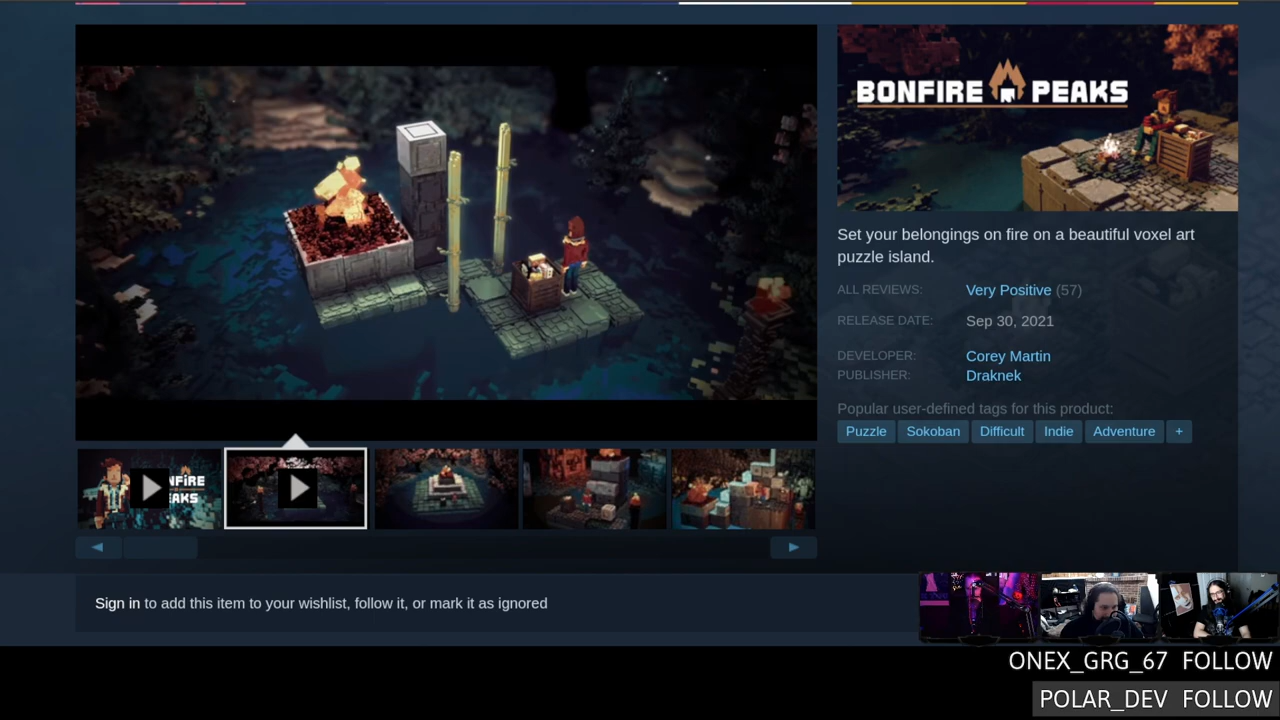 BONFIRE PEAKS
Set your belongings on fire on a beautiful voxel art
puzzle island.
ALL REVIEWS: Very Positive (57)
RELEASE DATE: Sep 30, 2021
DEVELOPER: Corey Martin
PUBLISHER: Draknek
Popular user-defined tags for this product:
Puzzle Sokoban Difficult Indie Adventure +
NFIRE
EAKS
Sign in to add this item to your wishlist, follow it, or mark it as ignored
ONEX_GRG_67 FOLLOW
POLAR_DEV FOLLOW